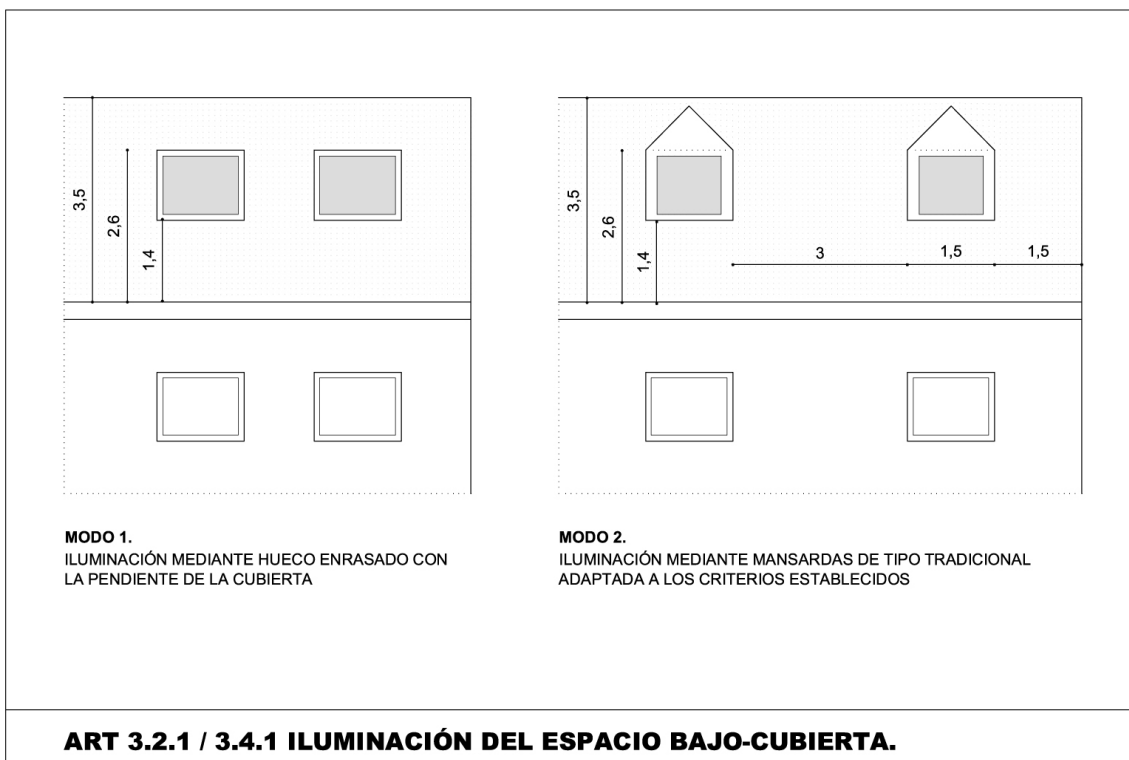 3,5
2,6
1,4
3,5
2,6
1,4
3
1,5
1,5
MODO 1.
ILUMINACIÓN MEDIANTE HUECO ENRASADO CON
LA PENDIENTE DE LA CUBIERTA
MODO 2.
ILUMINACIÓN MEDIANTE MANSARDAS DE TIPO TRADICIONAL
ADAPTADA A LOS CRITERIOS ESTABLECIDOS
ART 3.2.1 / 3.4.1 ILUMINACIÓN DEL ESPACIO BAJO-CUBIERTA.